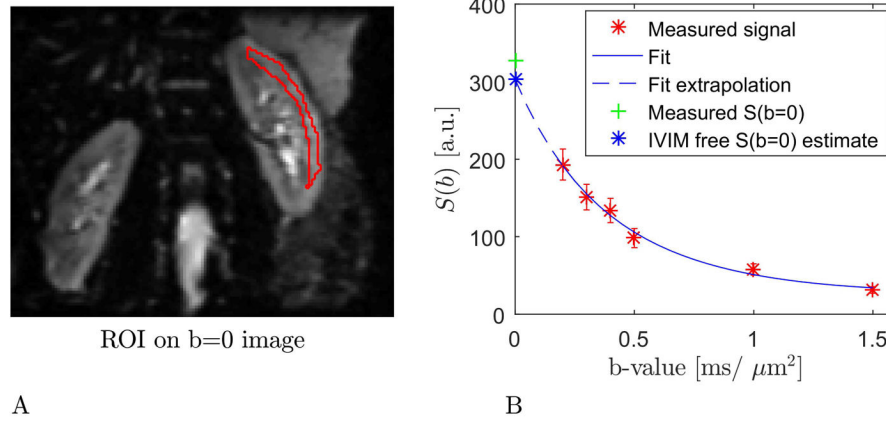 ROI on b=0 image
A
B
400
300
200
100
0
S(b) [a.u.]
Measured signal
Fit
Fit extrapolation
Measured S(b=0)
IVIM free S(b=0) estimate
0 0.5 1 1.5
b-value [ms/ μm²]